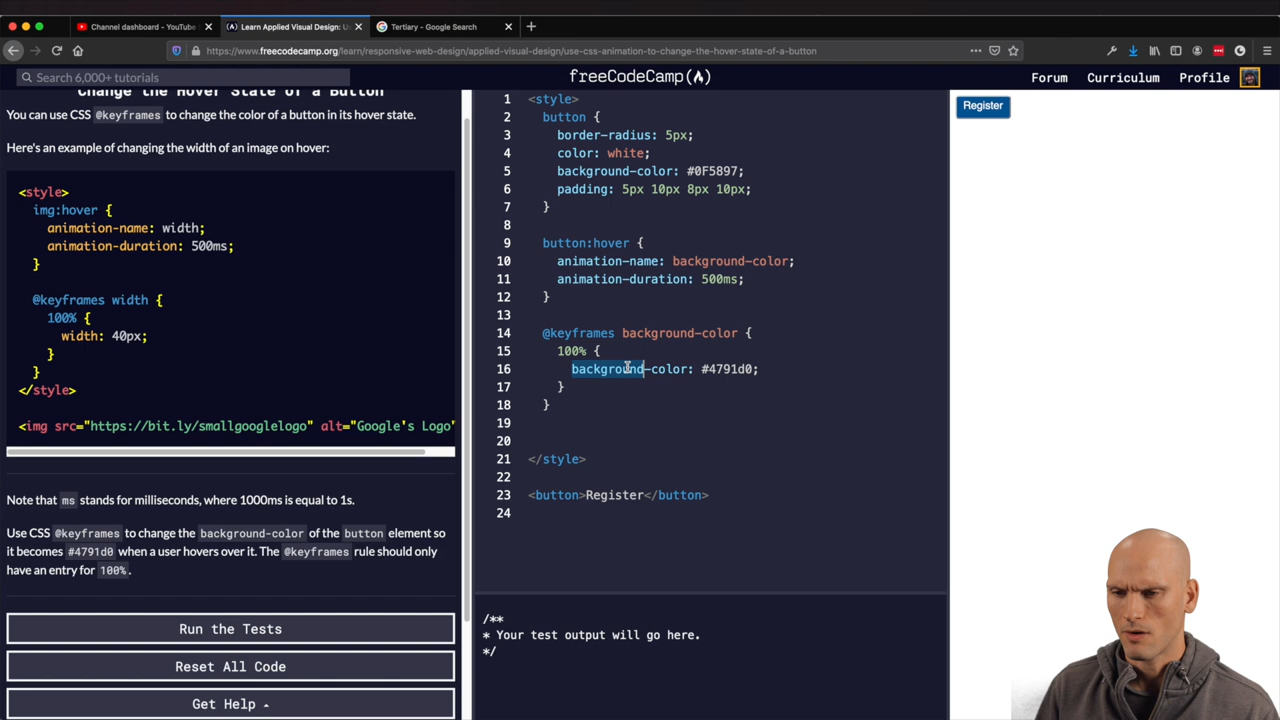 Channel dashboard - YouTube
Learn Applied Visual Design: Us
Tertiary - Google Search
https://www.freecodecamp.org/learn/responsive-web-design/applied-visual-design/use-css-animation-to-change-the-hover-state-of-a-button
Search 6,000+ tutorials
freeCodeCamp
Forum
Curriculum
Profile
Change the Hover State of a Button
You can use CSS @keyframes to change the color of a button in its hover state.
Here's an example of changing the width of an image on hover:
<style>
img:hover {
animation-name: width;
animation-duration: 500ms;
}
@keyframes width {
100% {
width: 40px;
}
}
</style>
<img src="https://bit.ly/smallgooglelogo" alt="Google's Logo"
Note that ms stands for milliseconds, where 1000ms is equal to 1s.
Use CSS @keyframes to change the background-color of the button element so
it becomes #4791d0 when a user hovers over it. The @keyframes rule should only
have an entry for 100%.
Run the Tests
Reset All Code
Get Help
1 <style>
2 button {
3 border-radius: 5px;
4 color: white;
5 background-color: #0F5897;
6 padding: 5px 10px 8px 10px;
7 }
8
9 button:hover {
10 animation-name: background-color;
11 animation-duration: 500ms;
12 }
13
14 @keyframes background-color {
15 100% {
16 background-color: #4791d0;
17 }
18 }
19
20
21 </style>
22
23 <button>Register</button>
24
/**
* Your test output will go here.
*/
Register